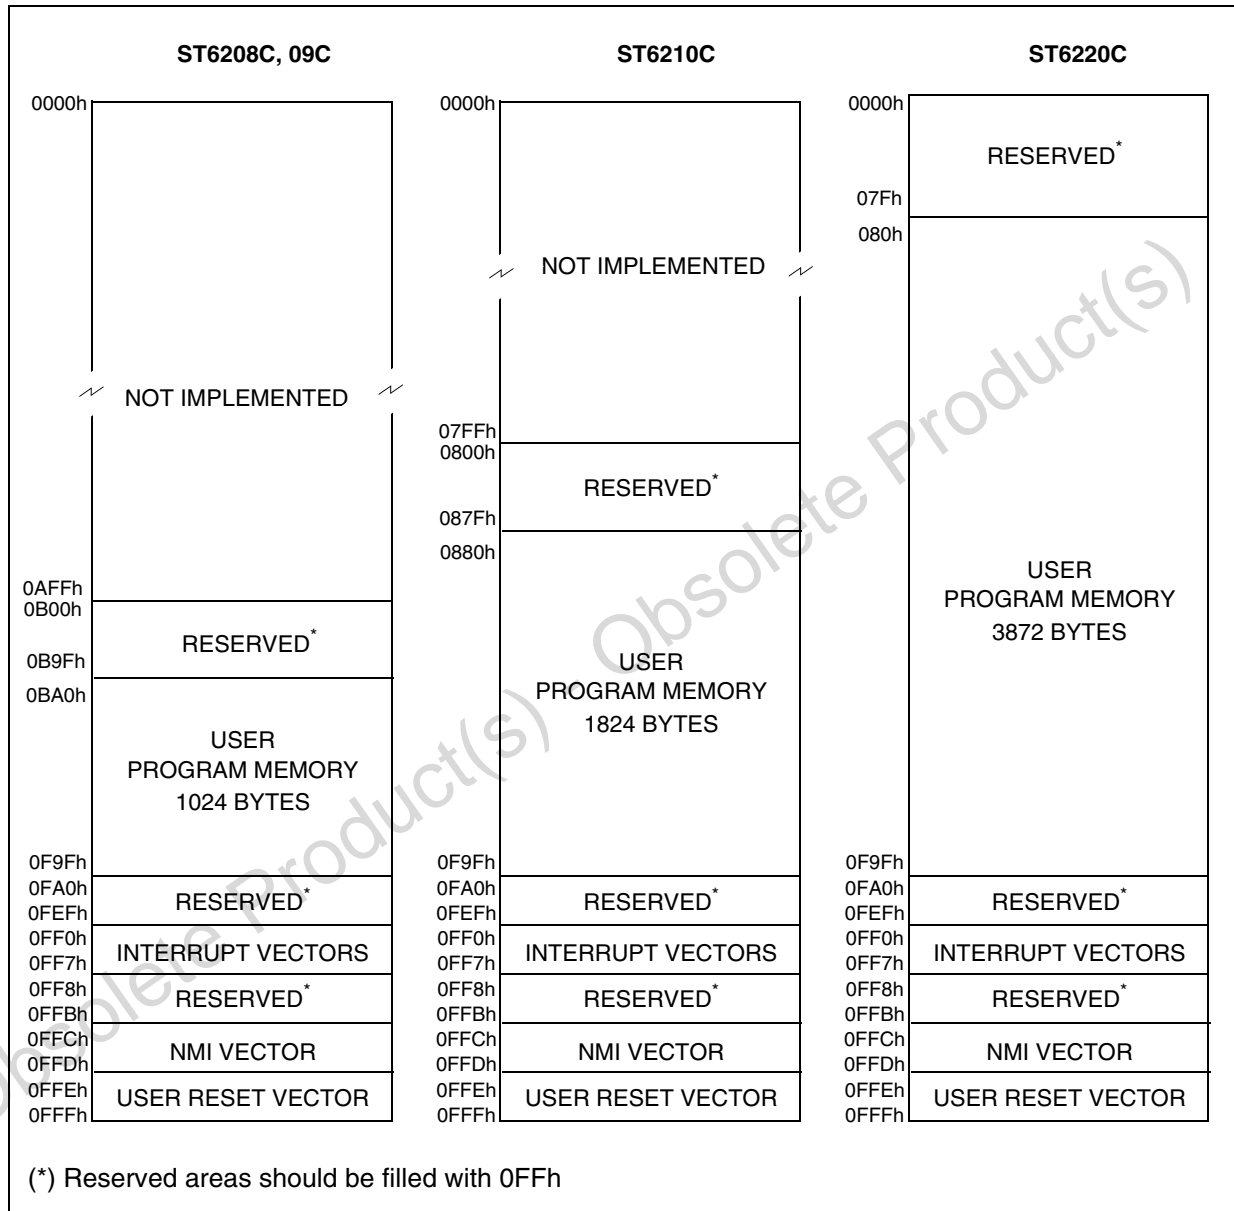 ST6208C, 09C
0000h
NOT IMPLEMENTED
0AFFh
0B00h
RESERVED*
0B9Fh
0BA0h
USER
PROGRAM MEMORY
1024 BYTES
0F9Fh
0FA0h
RESERVED*
0FEFh
0FF0h
INTERRUPT VECTORS
0FF7h
0FF8h
RESERVED*
0FFBh
0FFCh
NMI VECTOR
0FFDh
0FFEh
USER RESET VECTOR
0FFFh
ST6210C
0000h
NOT IMPLEMENTED
07FFh
0800h
RESERVED*
087Fh
0880h
USER
PROGRAM MEMORY
1824 BYTES
0F9Fh
0FA0h
RESERVED*
0FEFh
0FF0h
INTERRUPT VECTORS
0FF7h
0FF8h
RESERVED*
0FFBh
0FFCh
NMI VECTOR
0FFDh
0FFEh
USER RESET VECTOR
0FFFh
ST6220C
0000h
RESERVED*
07Fh
080h
USER
PROGRAM MEMORY
3872 BYTES
0F9Fh
0FA0h
RESERVED*
0FEFh
0FF0h
INTERRUPT VECTORS
0FF7h
0FF8h
RESERVED*
0FFBh
0FFCh
NMI VECTOR
0FFDh
0FFEh
USER RESET VECTOR
0FFFh
(*) Reserved areas should be filled with 0FFh
Obsolete Product(s) - Obsolete Product(s)